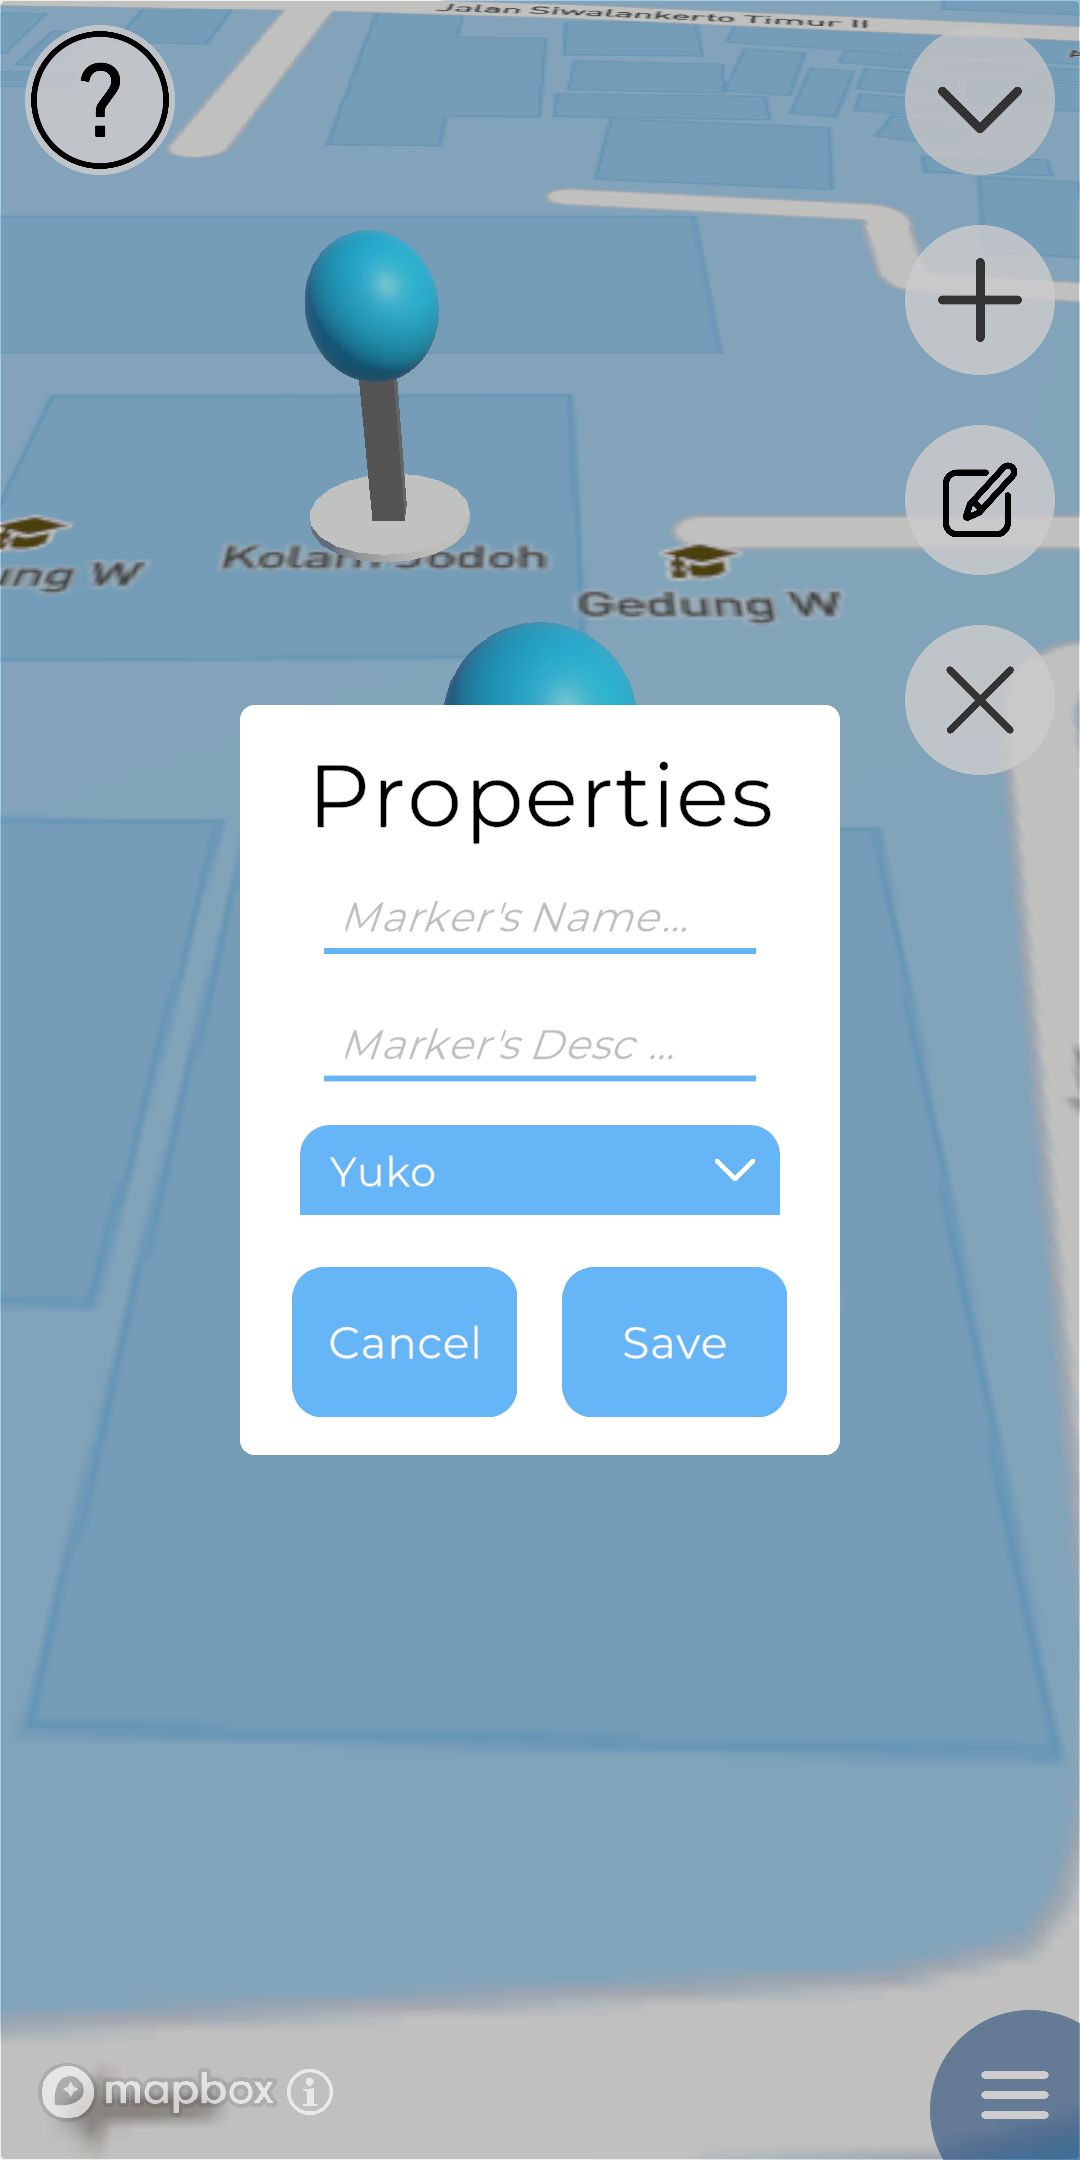 Jalan Siwalankerto Timur II
?
ung W
Kolam Jodoh
Gedung W
Properties
Marker's Name...
Marker's Desc ...
Yuko
Cancel
Save
mapbox